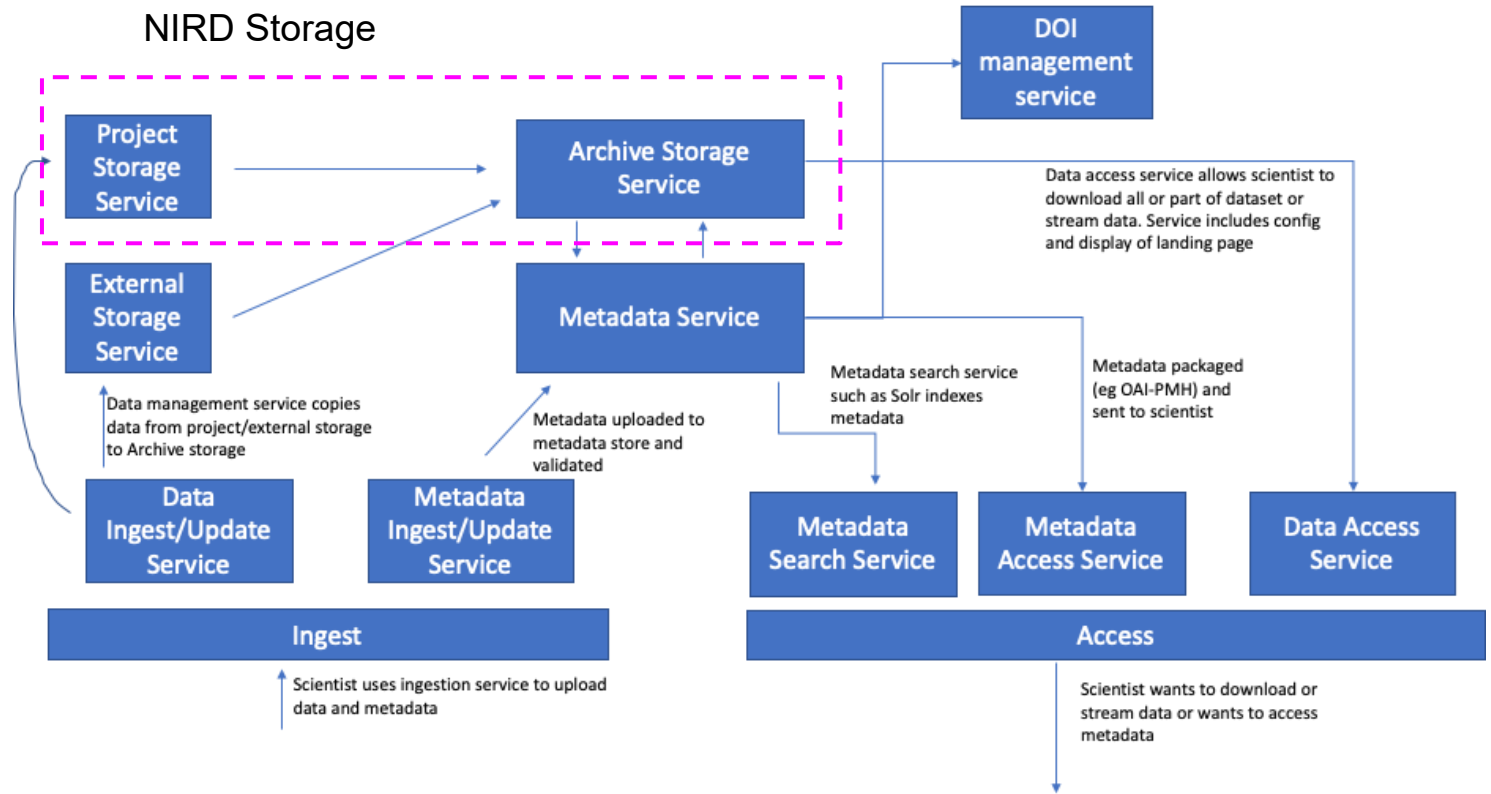 NIRD Storage
DOI
management
service
Project
Storage
Service
Archive Storage
Service
Data access service allows scientist to
download all or part of dataset or
stream data. Service includes config
and display of landing page
External
Storage
Service
Metadata Service
Metadata search service
such as Solr indexes
metadata
Metadata packaged
(eg OAI-PMH) and
sent to scientist
Data management service copies
data from project/external storage
to Archive storage
Metadata uploaded to
metadata store and
validated
Data
Ingest/Update
Service
Metadata
Ingest/Update
Service
Metadata
Search Service
Metadata
Access Service
Data Access
Service
Ingest
Access
Scientist uses ingestion service to upload
data and metadata
Scientist wants to download or
stream data or wants to access
metadata